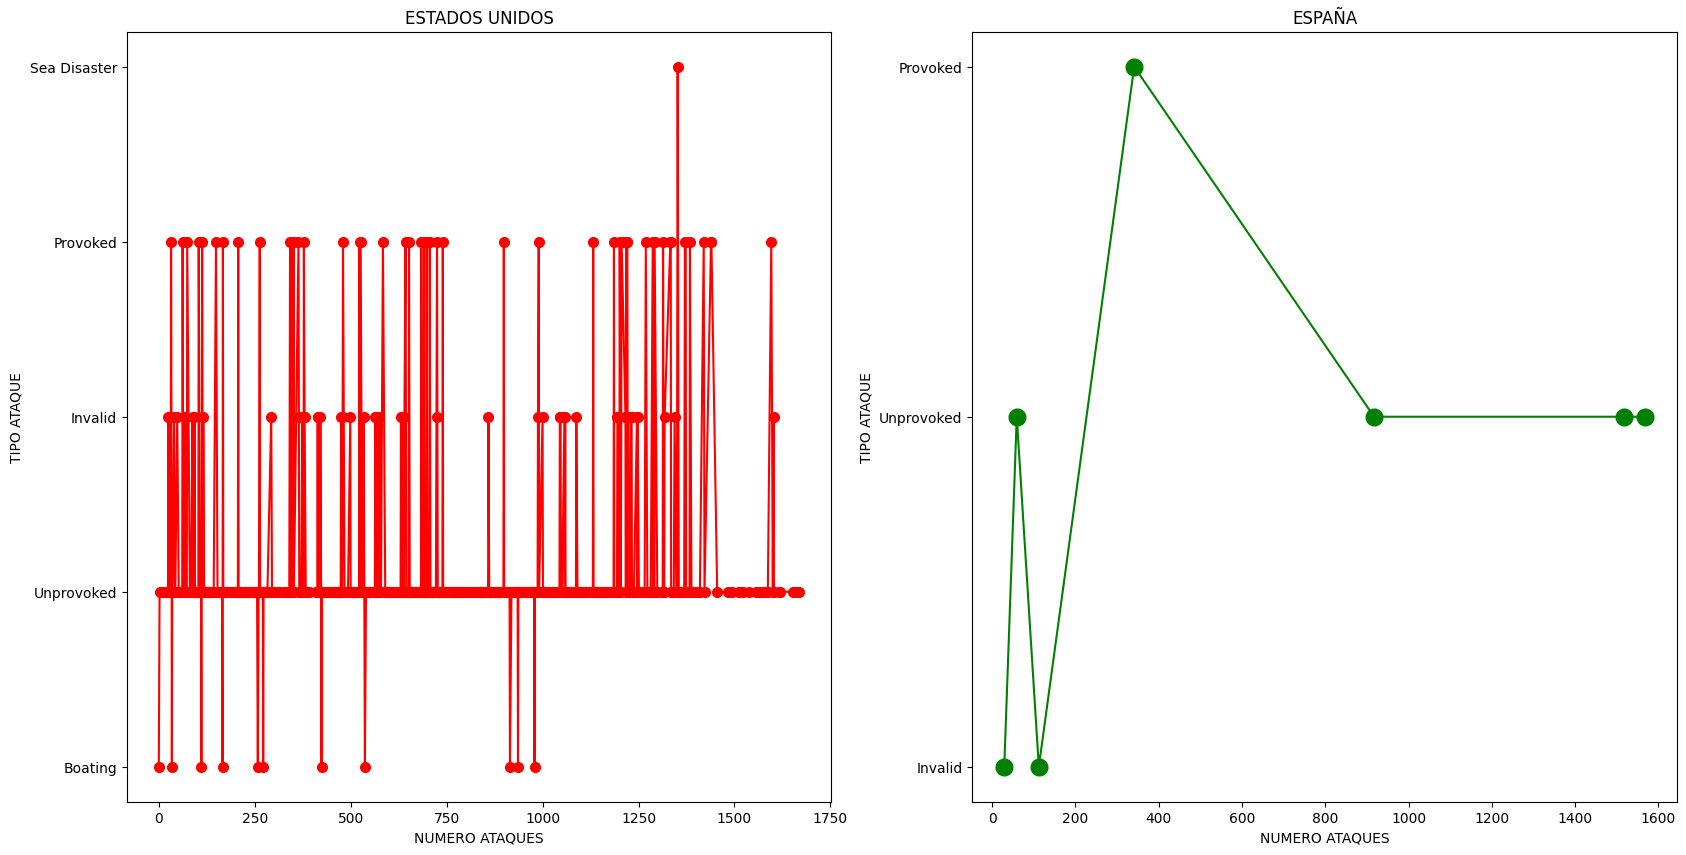 ESTADOS UNIDOS
Sea Disaster
Provoked
Invalid
Unprovoked
Boating
TIPO ATAQUE
0 250 500 750 1000 1250 1500 1750
NUMERO ATAQUES
ESPAÑA
Provoked
Unprovoked
Invalid
TIPO ATAQUE
0 200 400 600 800 1000 1200 1400 1600
NUMERO ATAQUES